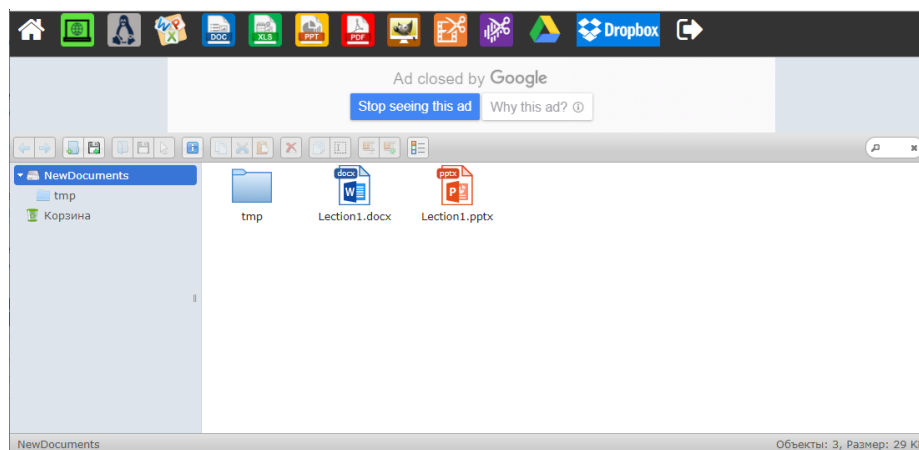 DOC XLS PPT PDF Dropbox
Ad closed by Google
Stop seeing this ad Why this ad?
NewDocuments
tmp
Корзина
docx pptx
W P
tmp Lection1.docx Lection1.pptx
NewDocuments Объекты: 3, Размер: 29 K